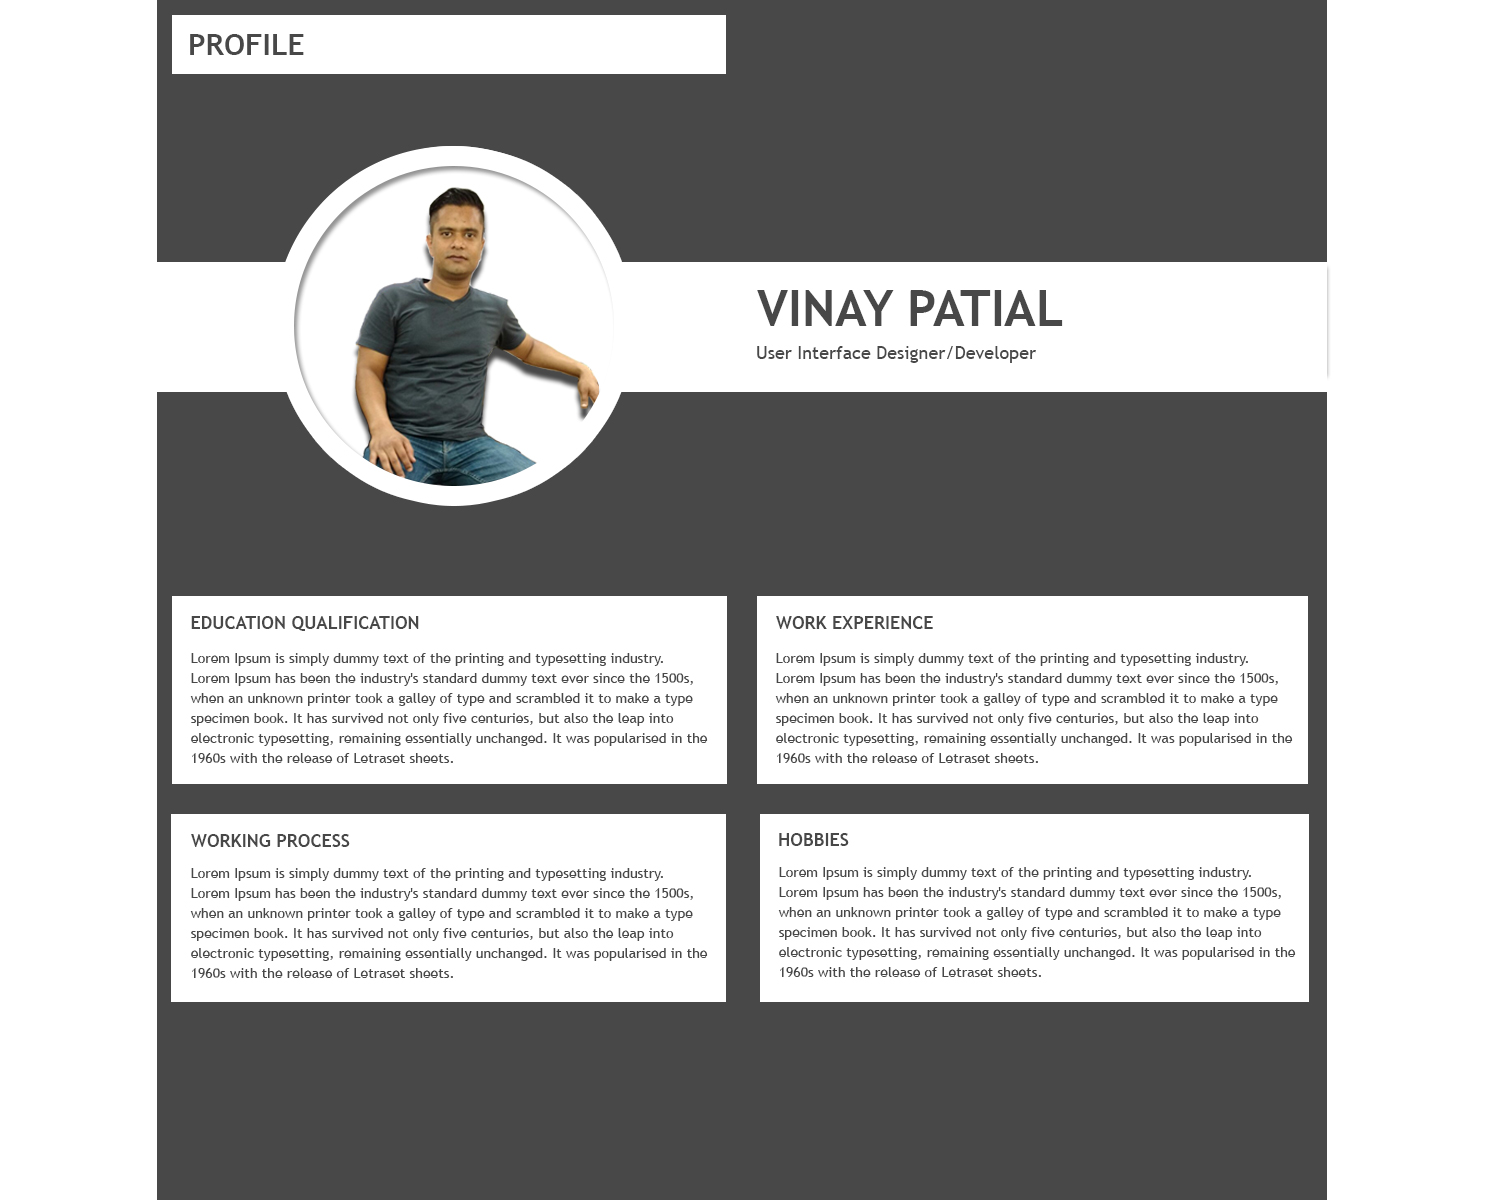 PROFILE
VINAY PATIAL
User Interface Designer/Developer
EDUCATION QUALIFICATION
Lorem Ipsum is simply dummy text of the printing and typesetting industry.
Lorem Ipsum has been the industry's standard dummy text ever since the 1500s,
when an unknown printer took a galley of type and scrambled it to make a type
specimen book. It has survived not only five centuries, but also the leap into
electronic typesetting, remaining essentially unchanged. It was popularised in the
1960s with the release of Letraset sheets.
WORK EXPERIENCE
Lorem Ipsum is simply dummy text of the printing and typesetting industry.
Lorem Ipsum has been the industry's standard dummy text ever since the 1500s,
when an unknown printer took a galley of type and scrambled it to make a type
specimen book. It has survived not only five centuries, but also the leap into
electronic typesetting, remaining essentially unchanged. It was popularised in the
1960s with the release of Letraset sheets.
WORKING PROCESS
Lorem Ipsum is simply dummy text of the printing and typesetting industry.
Lorem Ipsum has been the industry's standard dummy text ever since the 1500s,
when an unknown printer took a galley of type and scrambled it to make a type
specimen book. It has survived not only five centuries, but also the leap into
electronic typesetting, remaining essentially unchanged. It was popularised in the
1960s with the release of Letraset sheets.
HOBBIES
Lorem Ipsum is simply dummy text of the printing and typesetting industry.
Lorem Ipsum has been the industry's standard dummy text ever since the 1500s,
when an unknown printer took a galley of type and scrambled it to make a type
specimen book. It has survived not only five centuries, but also the leap into
electronic typesetting, remaining essentially unchanged. It was popularised in the
1960s with the release of Letraset sheets.